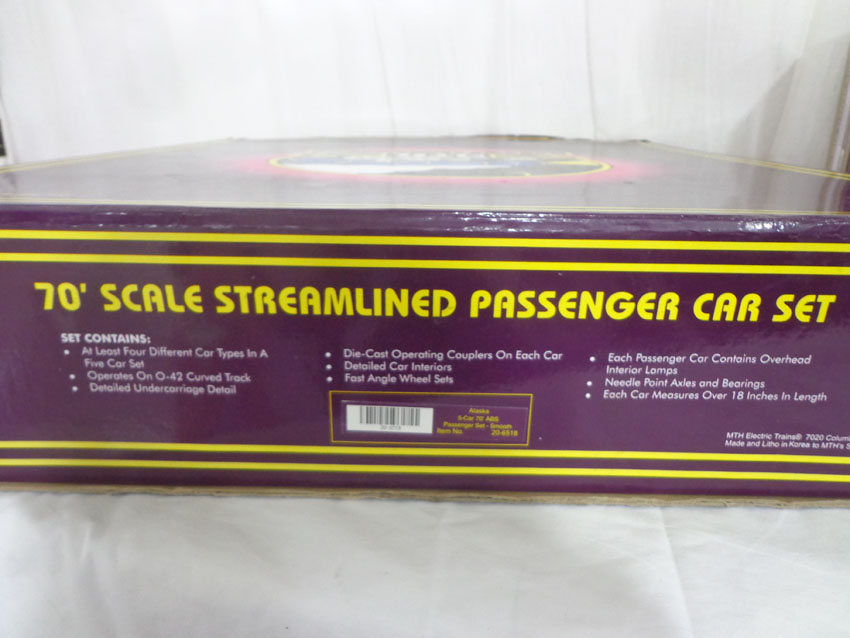 70' SCALE STREAMLINED PASSENGER CAR SET
SET CONTAINS:
• At Least Four Different Car Types In A
Five Car Set
• Operates On O-42 Curved Track
• Detailed Undercarriage Detail
• Die-Cast Operating Couplers On Each Car
• Detailed Car Interiors
• Fast Angle Wheel Sets
• Each Passenger Car Contains Overhead
Interior Lamps
• Needle Point Axles and Bearings
• Each Car Measures Over 18 Inches In Length
Alaska
5-Car 70' ABS
Passenger Set - Smooth
Item No. 20-6518
MTH Electric Trains® 7020 Columb
Made and Litho in Korea to MTH's S